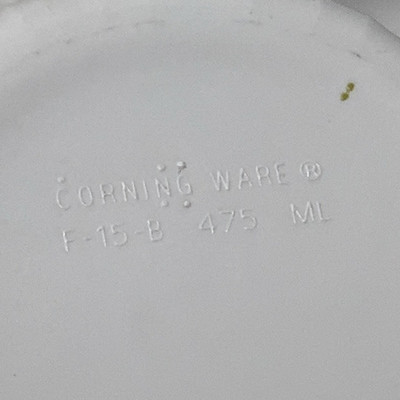 CORNING WARE ®
F-15-B 475 ML